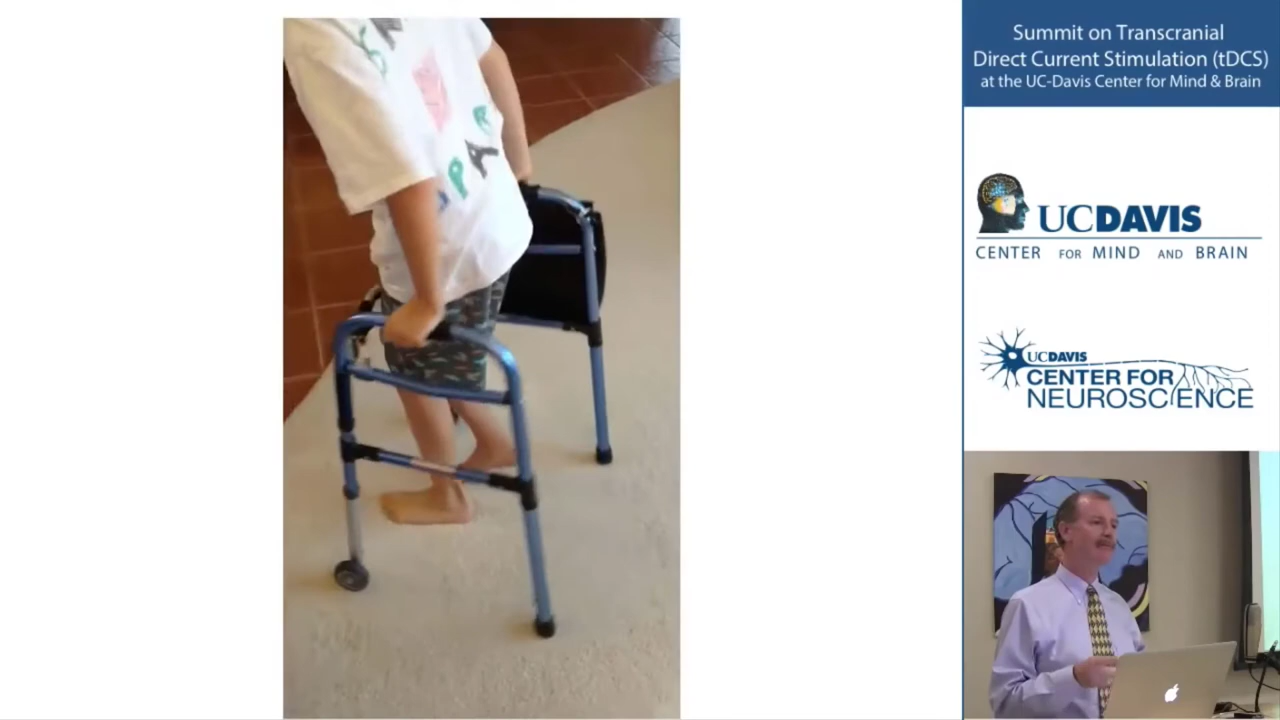 Summit on Transcranial
Direct Current Stimulation (tDCS)
at the UC-Davis Center for Mind & Brain
UCDAVIS
CENTER FOR MIND AND BRAIN
UCDAVIS
CENTER FOR
NEUROSCIENCE